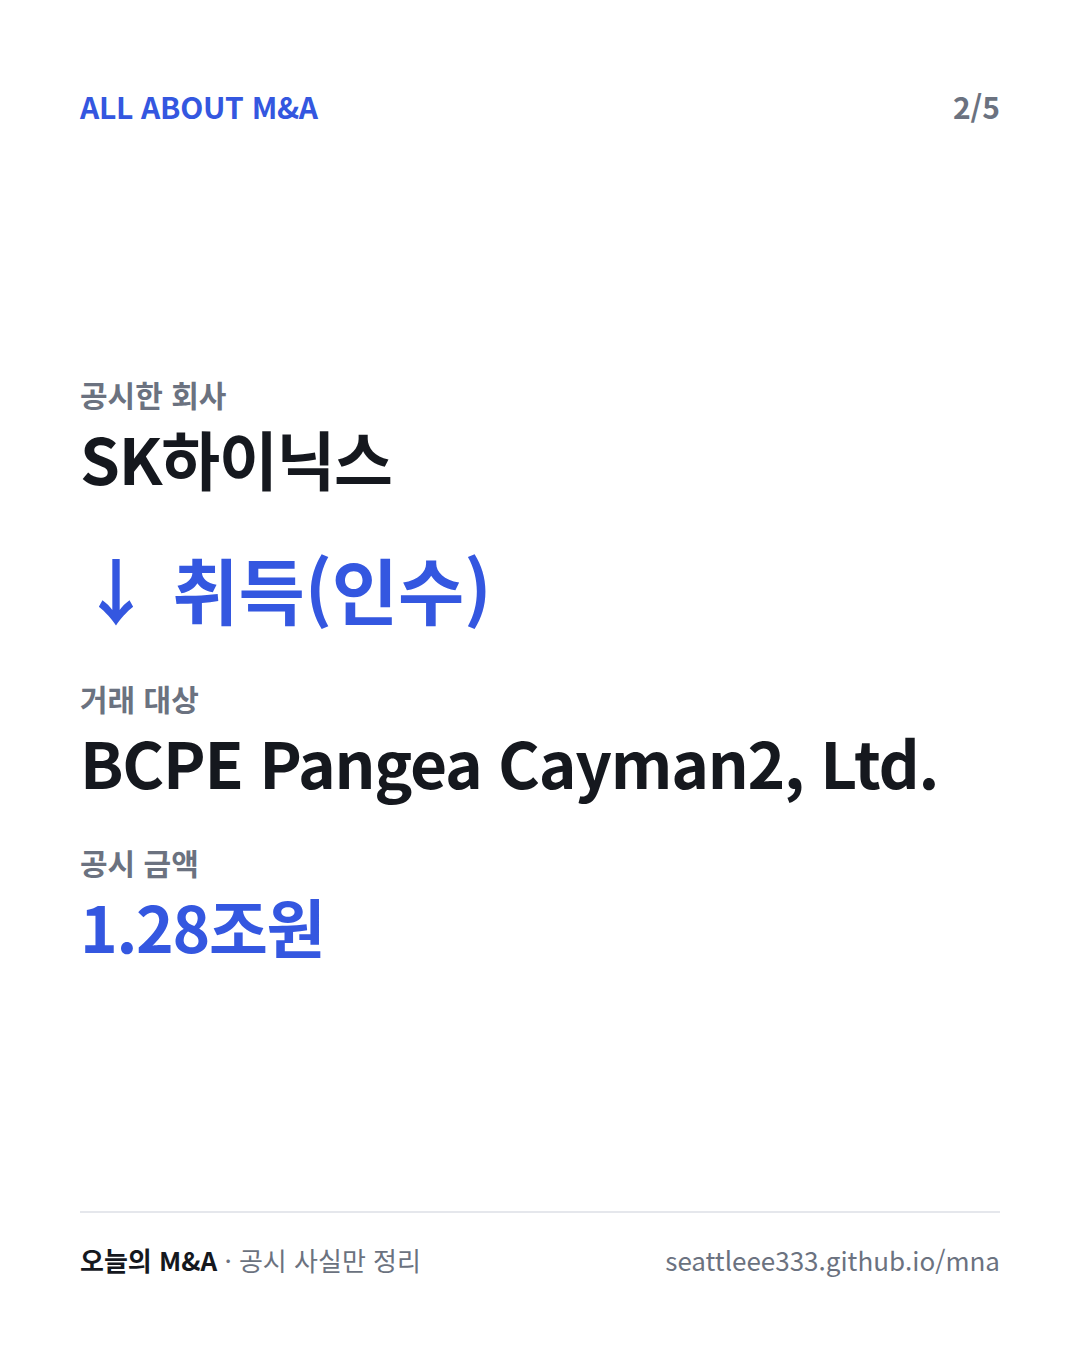 ALL ABOUT M&A
2/5
공시한 회사
SK하이닉스
↓ 취득(인수)
거래 대상
BCPE Pangea Cayman2, Ltd.
공시 금액
1.28조원
오늘의 M&A · 공시 사실만 정리
seattleee333.github.io/mna